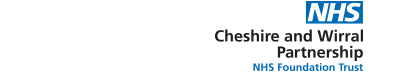 NHS
Cheshire and Wirral
Partnership
NHS Foundation Trust